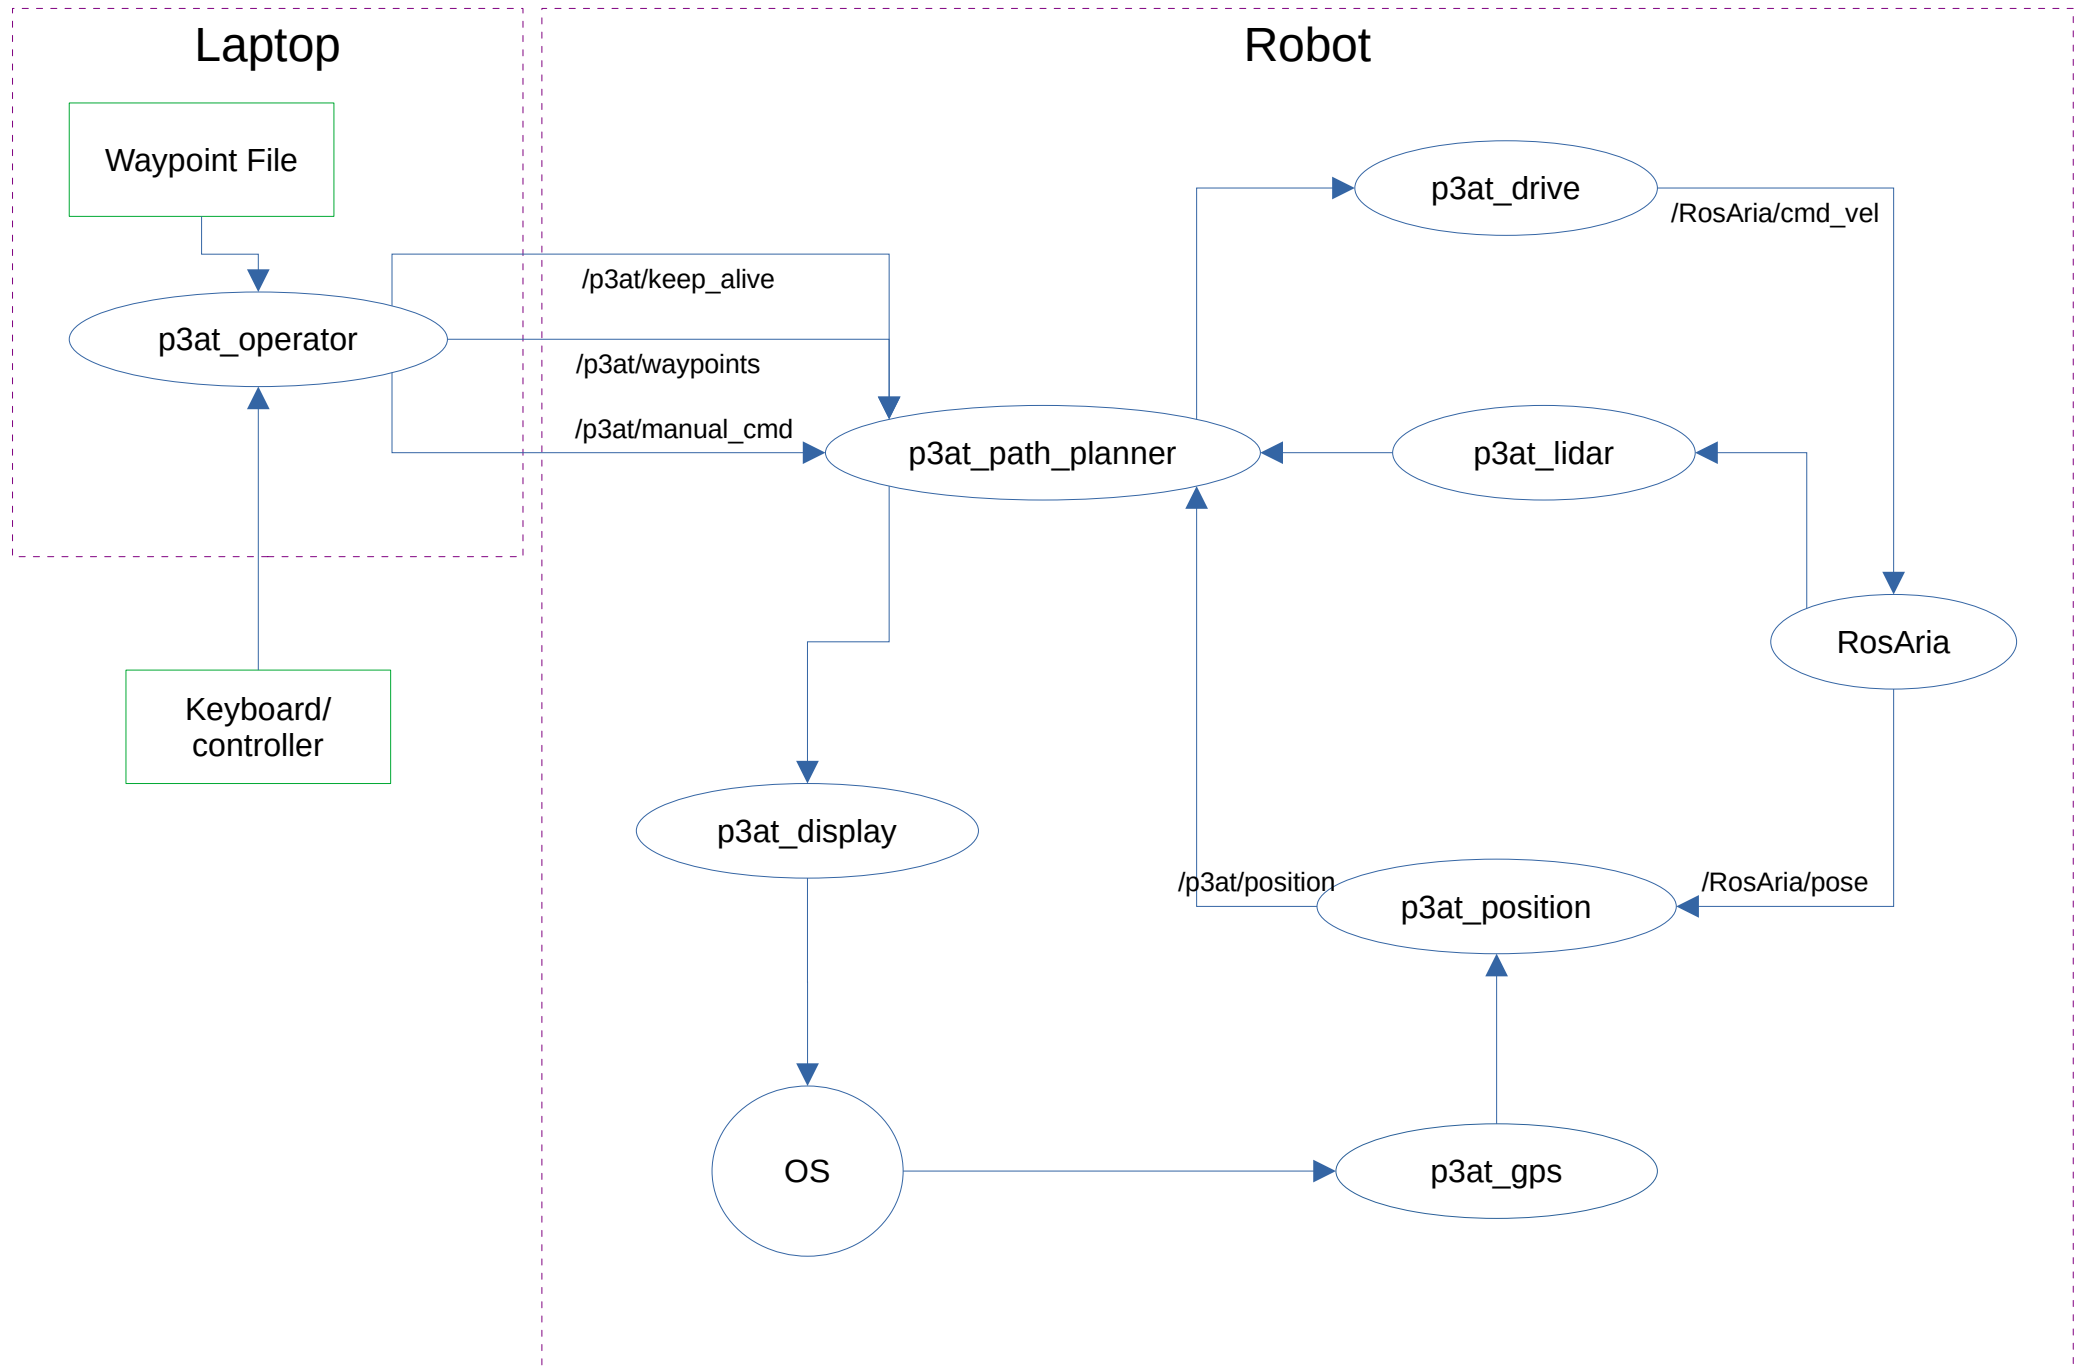 Laptop
Robot
Waypoint File
p3at_drive
/RosAria/cmd_vel
/p3at/keep_alive
p3at_operator
/p3at/waypoints
/p3at/manual_cmd
p3at_path_planner
p3at_lidar
RosAria
Keyboard/
controller
p3at_display
/p3at/position
p3at_position
/RosAria/pose
OS
p3at_gps